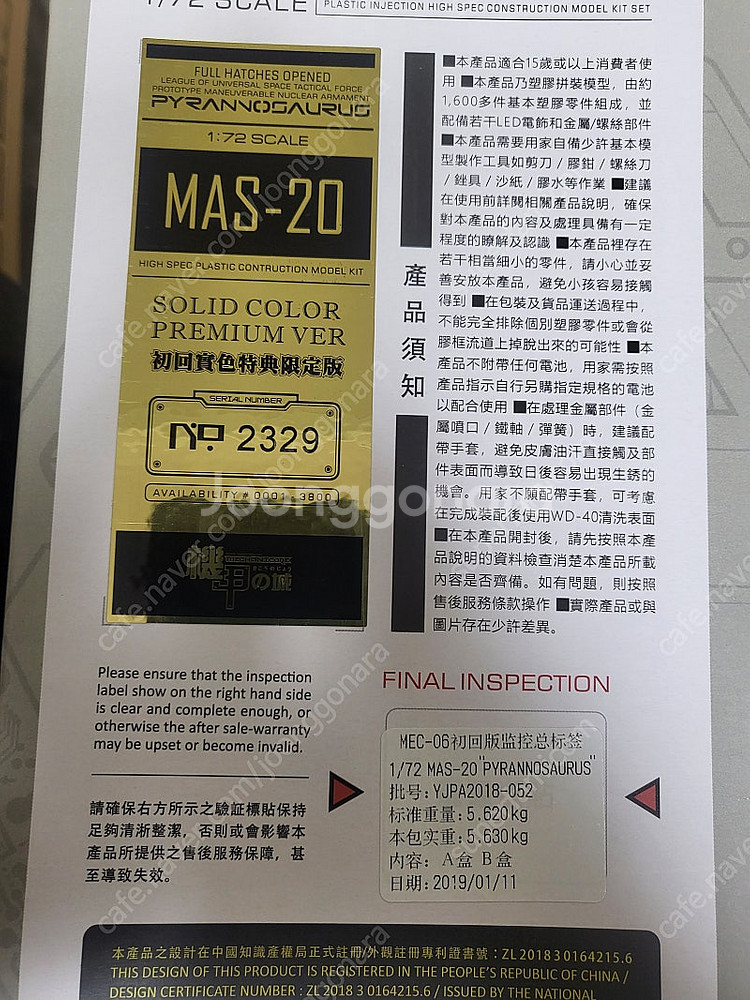 1/72 SCALE
PLASTIC INJECTION HIGH SPEC CONSTRUCTION MODEL KIT SET
FULL HATCHES OPENED
LEAGUE OF UNIVERSAL SPACE TACTICAL FORCE
PROTOTYPE MANEUVERABLE NUCLEAR ARMAMENT
PYRANNOSAURUS
1:72 SCALE
MAS-20
HIGH SPEC PLASTIC CONTRUCTION MODEL KIT
SOLID COLOR
PREMIUM VER
初回實色特典限定版
SERIAL NUMBER
No 2329
AVAILABILITY # 0001 - 3800
機甲の城
產品須知
■本產品適合15歲或以上消費者使
用 ■本產品乃塑膠拼裝模型，由約
1,600多件基本塑膠零件組成，並
配備若干LED電飾和金屬/螺絲部件
■本產品需要用家自備少許基本模
型製作工具如剪刀 / 膠鉗 / 螺絲刀
/ 銼具 / 沙紙 / 膠水等作業 ■建議
在使用前詳閱相關產品說明，確保
對本產品的內容及處理具備有一定
程度的瞭解及認識 ■本產品裡存在
若干相當細小的零件，請小心並妥
善安放本產品，避免小孩容易接觸
得到 ■在包裝及貨品運送過程中，
不能完全排除個別塑膠零件或會從
膠框流道上掉脫出來的可能性 ■本
產品不附帶任何電池，用家需按照
產品指示自行另購指定規格的電池
以配合使用 ■在處理金屬部件（金
屬噴口 / 鐵軸 / 彈簧）時，建議配
帶手套，避免皮膚油汗直接觸及部
件表面而導致日後容易出現生銹的
機會。用家不願配帶手套，可考慮
在完成裝配後使用WD-40清洗表面
■在本產品開封後，請先按照本產
品說明的資料檢查消楚本產品所載
內容是否齊備。如有問題，則按照
售後服務條款操作 ■實際產品或與
圖片存在少許差異。
Please ensure that the inspection
label show on the right hand side
is clear and complete enough, or
otherwise the after sale-warranty
may be upset or become invalid.
請確保右方所示之驗証標貼保持
足夠清淅整潔，否則或會影響本
產品所提供之售後服務保障，甚
至導致失效。
FINAL INSPECTION
MEC-06初回版监控总标签
1/72 MAS-20"PYRANNOSAURUS"
批号: YJPA2018-052
标准重量: 5.620kg
本包实重: 5.630kg
内容: A盒 B盒
日期: 2019/01/11
本產品之設計在中國知識產權局正式註冊/外觀註冊專利證書號：ZL 2018 3 0164215.6
THIS DESIGN OF THIS PRODUCT IS REGISTERED IN THE PEOPLE'S REPUBLIC OF CHINA /
DESIGN CERTIFICATE NUMBER : ZL 2018 3 0164215.6 / ISSUED BY THE NATIONAL
Joonggonara
cafe.naver.com/joonggonara